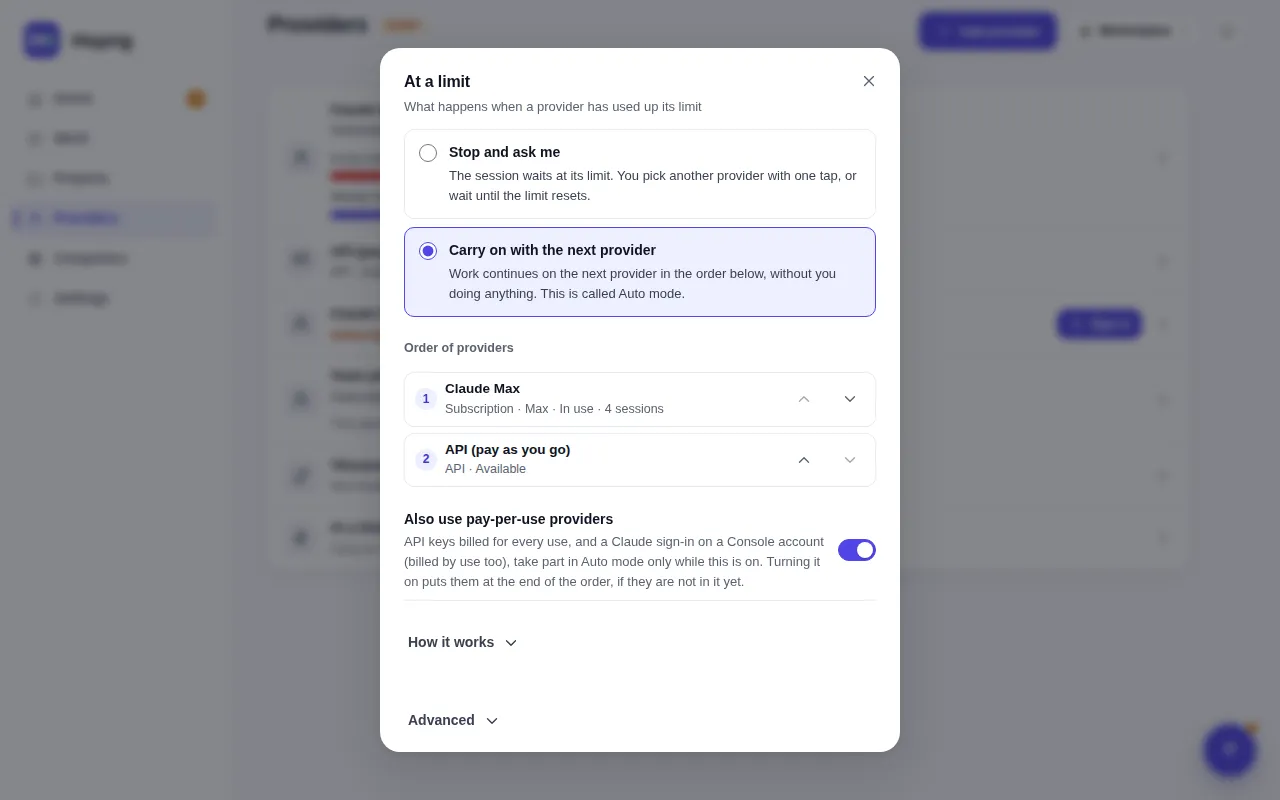 Providers
At a limit
What happens when a provider has used up its limit
Stop and ask me
The session waits at its limit. You pick another provider with one tap, or
wait until the limit resets.
Carry on with the next provider
Work continues on the next provider in the order below, without you
doing anything. This is called Auto mode.
Order of providers
1
Claude Max
Subscription · Max · In use · 4 sessions
2
API (pay as you go)
API · Available
Also use pay-per-use providers
API keys billed for every use, and a Claude sign-in on a Console account
(billed by use too), take part in Auto mode only while this is on. Turning it
on puts them at the end of the order, if they are not in it yet.
How it works
Advanced
Providers
Settings